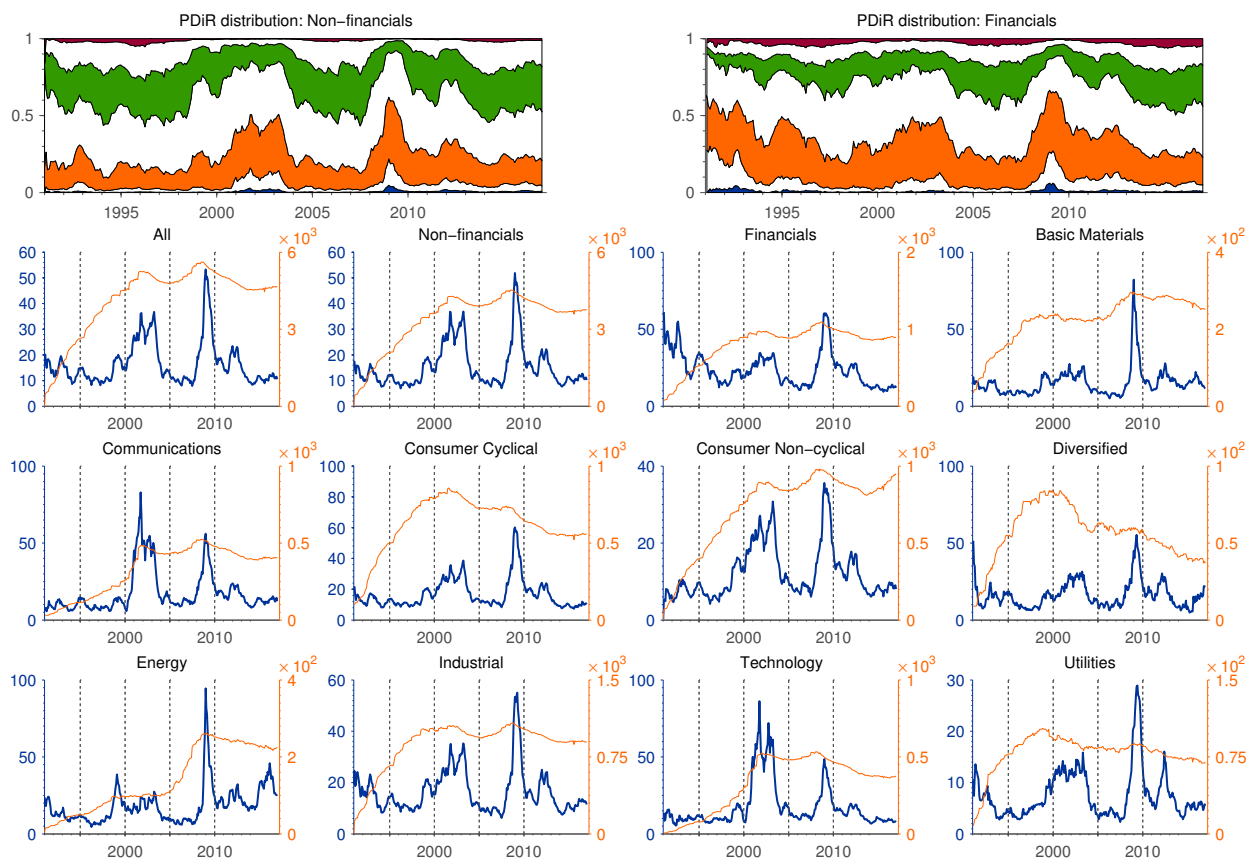 PDiR distribution: Non−financials PDiR distribution: Financials
1 1
0.5 0.5
0 0
1995 2000 2005 2010 1995 2000 2005 2010
All Non−financials Financials Basic Materials
× 10³ × 10³ × 10³ × 10²
60 6 60 6 100 2 100 4
50 50
40 40
30 3 30 3 50 1 50 2
20 20
10 10
0 0 0 0 0 0 0 0
2000 2010 2000 2010 2000 2010 2000 2010
Communications Consumer Cyclical Consumer Non−cyclical Diversified
× 10³ × 10³ × 10³ × 10²
100 1 100 1 40 1 100 1
80
60
50 0.5 0.5 20 0.5 50 0.5
40
20
0 0 0 0 0 0 0 0
2000 2010 2000 2010 2000 2010 2000 2010
Energy Industrial Technology Utilities
× 10² × 10³ × 10³ × 10²
100 4 60 1.5 100 1 30 1.5
40 20
50 2 0.75 50 0.5 0.75
20 10
0 0 0 0 0 0 0 0
2000 2010 2000 2010 2000 2010 2000 2010